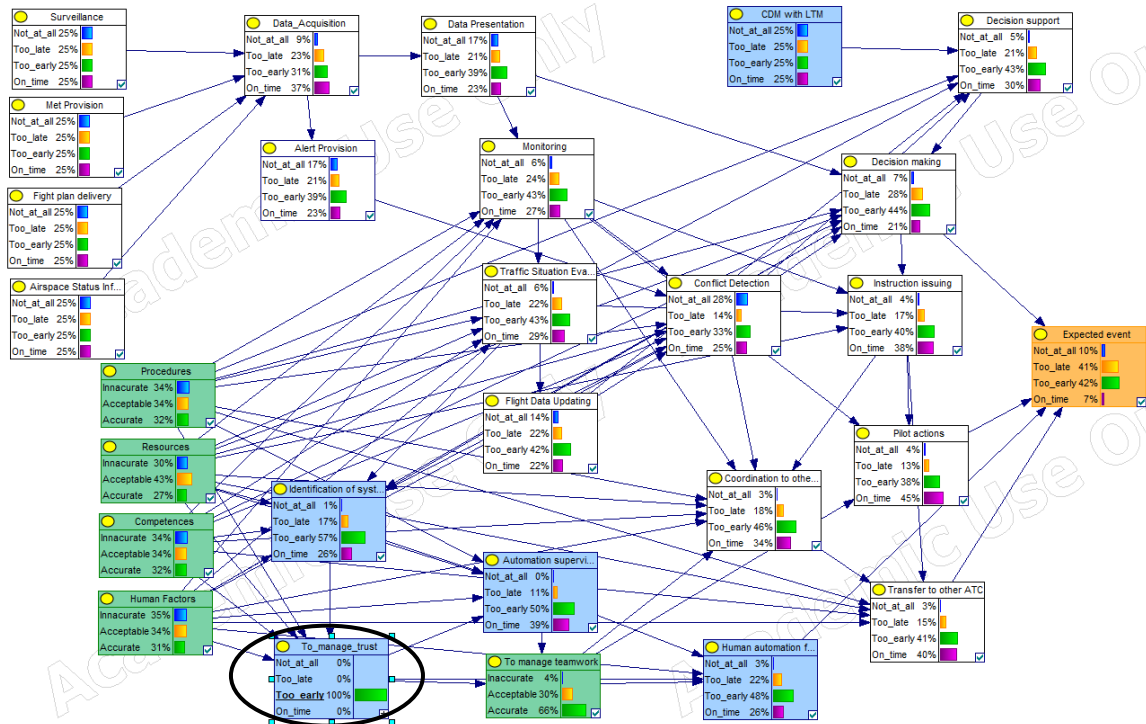 Surveillance
Not_at_all 25%
Too_late 25%
Too_early 25%
On_time 25%
Met Provision
Not_at_all 25%
Too_late 25%
Too_early 25%
On_time 25%
Fight plan delivery
Not_at_all 25%
Too_late 25%
Too_early 25%
On_time 25%
Airspace Status Inf...
Not_at_all 25%
Too_late 25%
Too_early 25%
On_time 25%
Data_Acquisition
Not_at_all 9%
Too_late 23%
Too_early 31%
On_time 37%
Data Presentation
Not_at_all 17%
Too_late 21%
Too_early 39%
On_time 23%
CDM with LTM
Not_at_all 25%
Too_late 25%
Too_early 25%
On_time 25%
Decision support
Not_at_all 5%
Too_late 21%
Too_early 43%
On_time 30%
Alert Provision
Not_at_all 17%
Too_late 21%
Too_early 39%
On_time 23%
Monitoring
Not_at_all 6%
Too_late 24%
Too_early 43%
On_time 27%
Decision making
Not_at_all 7%
Too_late 28%
Too_early 44%
On_time 21%
Traffic Situation Eva...
Not_at_all 6%
Too_late 22%
Too_early 43%
On_time 29%
Conflict Detection
Not_at_all 28%
Too_late 14%
Too_early 33%
On_time 25%
Instruction issuing
Not_at_all 4%
Too_late 17%
Too_early 40%
On_time 38%
Expected event
Not_at_all 10%
Too_late 41%
Too_early 42%
On_time 7%
Procedures
Innacurate 34%
Acceptable 34%
Accurate 32%
Flight Data Updating
Not_at_all 14%
Too_late 22%
Too_early 42%
On_time 22%
Pilot actions
Not_at_all 4%
Too_late 13%
Too_early 38%
On_time 45%
Resources
Innacurate 30%
Acceptable 43%
Accurate 27%
Identification of syst...
Not_at_all 1%
Too_late 17%
Too_early 57%
On_time 26%
Coordination to othe...
Not_at_all 3%
Too_late 18%
Too_early 46%
On_time 34%
Competences
Innacurate 34%
Acceptable 34%
Accurate 32%
Automation supervi...
Not_at_all 0%
Too_late 11%
Too_early 50%
On_time 39%
Transfer to other ATC
Not_at_all 3%
Too_late 15%
Too_early 41%
On_time 40%
Human Factors
Innacurate 35%
Acceptable 34%
Accurate 31%
To_manage_trust
Not_at_all 0%
Too_late 0%
Too_early 100%
On_time 0%
To manage teamwork
Inaccurate 4%
Acceptable 30%
Accurate 66%
Human automation f...
Not_at_all 3%
Too_late 22%
Too_early 48%
On_time 26%